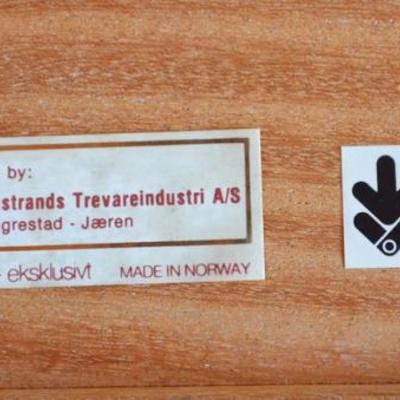 by:
strands Trevareindustri A/S
grestad - Jæren
- eksklusivt MADE IN NORWAY